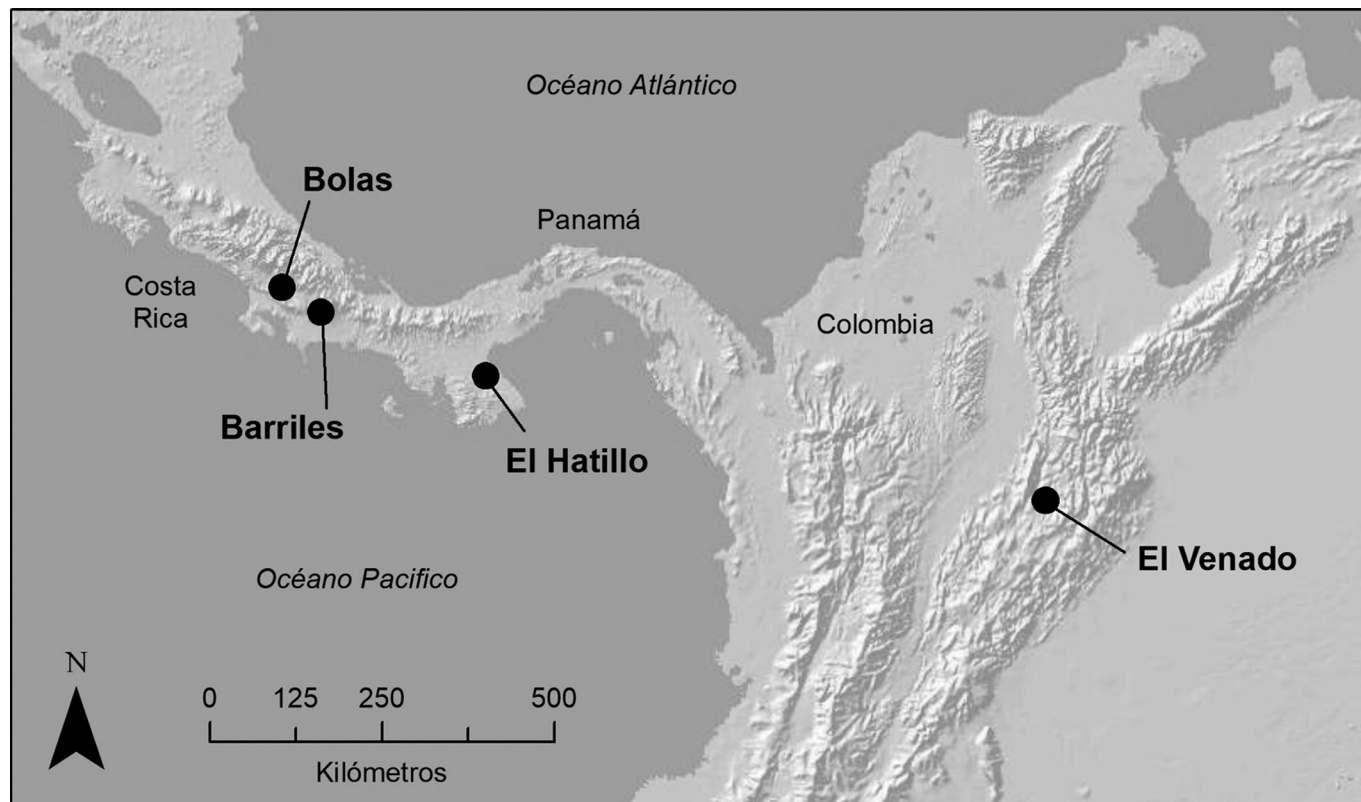 Océano Atlántico
Bolas
Panamá
Costa
Rica
Colombia
Barriles
El Hatillo
El Venado
Océano Pacifico
N
0 125 250 500
Kilómetros